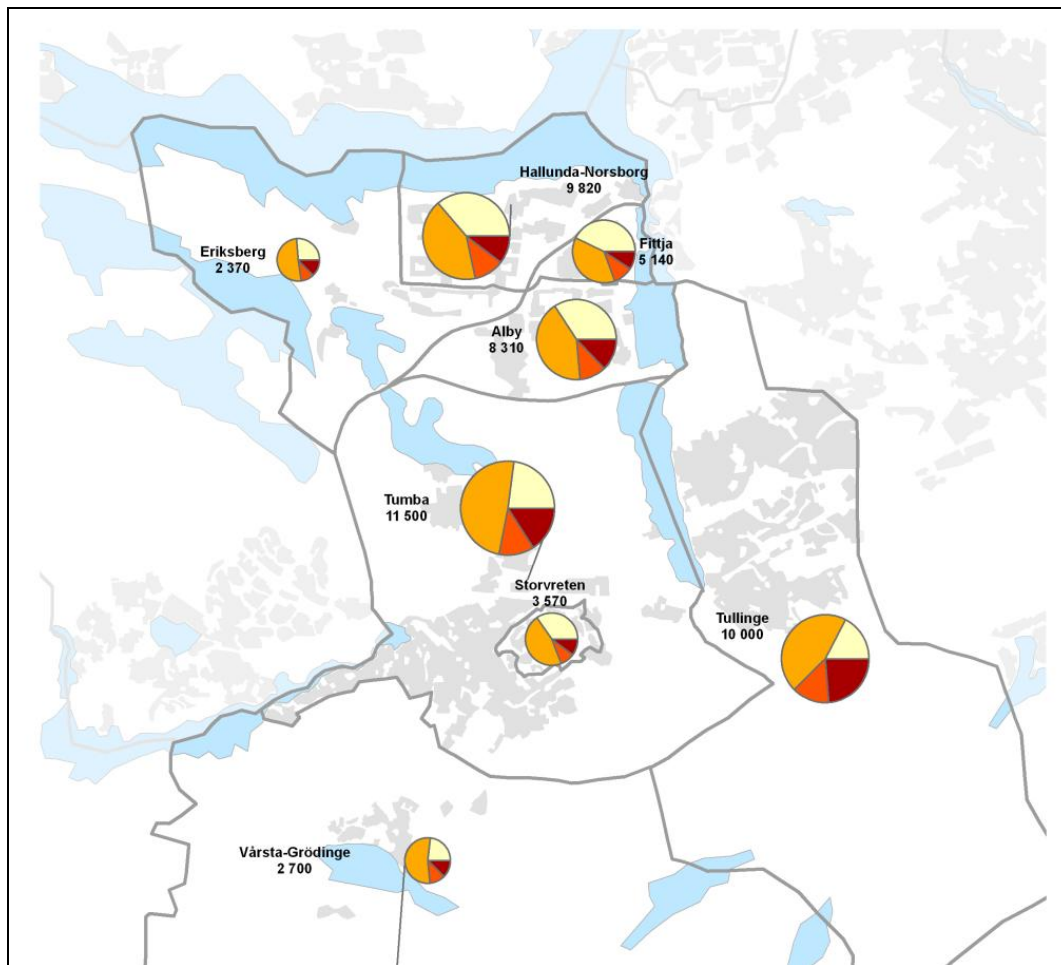 Hallunda-Norsborg
9 820
Eriksberg
2 370
Fittja
5 140
Alby
8 310
Tumba
11 500
Storvreten
3 570
Tullinge
10 000
Vårsta-Grödinge
2 700